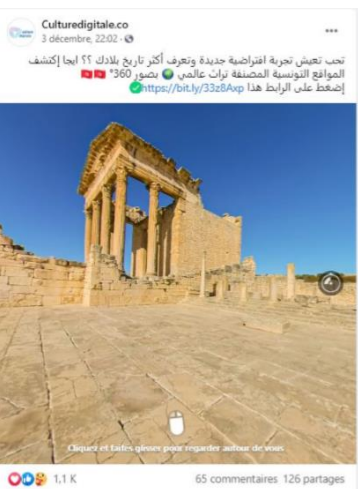 Culturedigitale.co
3 décembre, 22:02 ·
تحب تعيش تجربة افتراضية جديدة وتعرف أكثر تاريخ بلادك ؟؟ ايجا إكتشف
المواقع التونسية المصنفة تراث عالمي 🌍 بصور 360° 🇹🇳 🇹🇳
إضغط على الرابط هذا https://bit.ly/33z8Axp✅
Cliquez et faites glisser pour regarder autour de vous
1,1 K
65 commentaires 126 partages